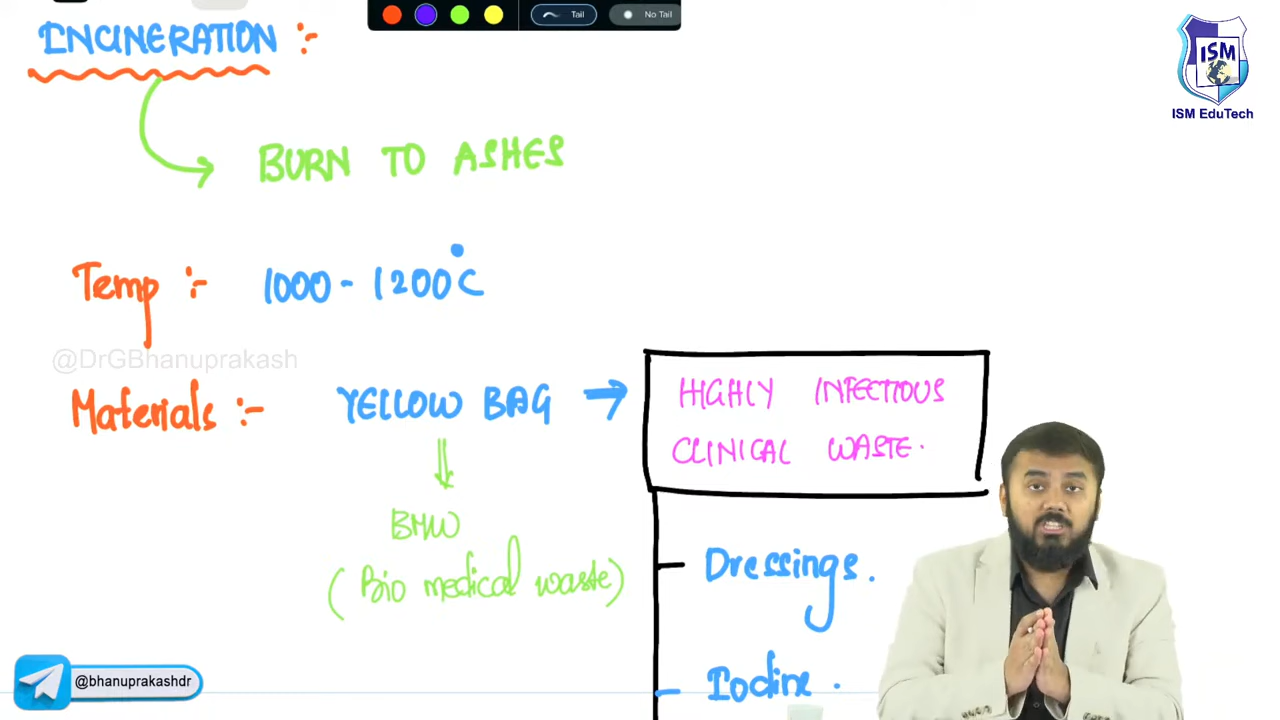 Tail
No Tail
INCINERATION :-
ISM
ISM EduTech
BURN TO ASHES
Temp :- 1000 - 1200°C
@DrGBhanuprakash
Materials :- YELLOW BAG → HIGHLY INFECTIOUS
CLINICAL WASTE.
BMW
(Bio medical waste)
Dressings.
Iodine.
@bhanuprakashdr